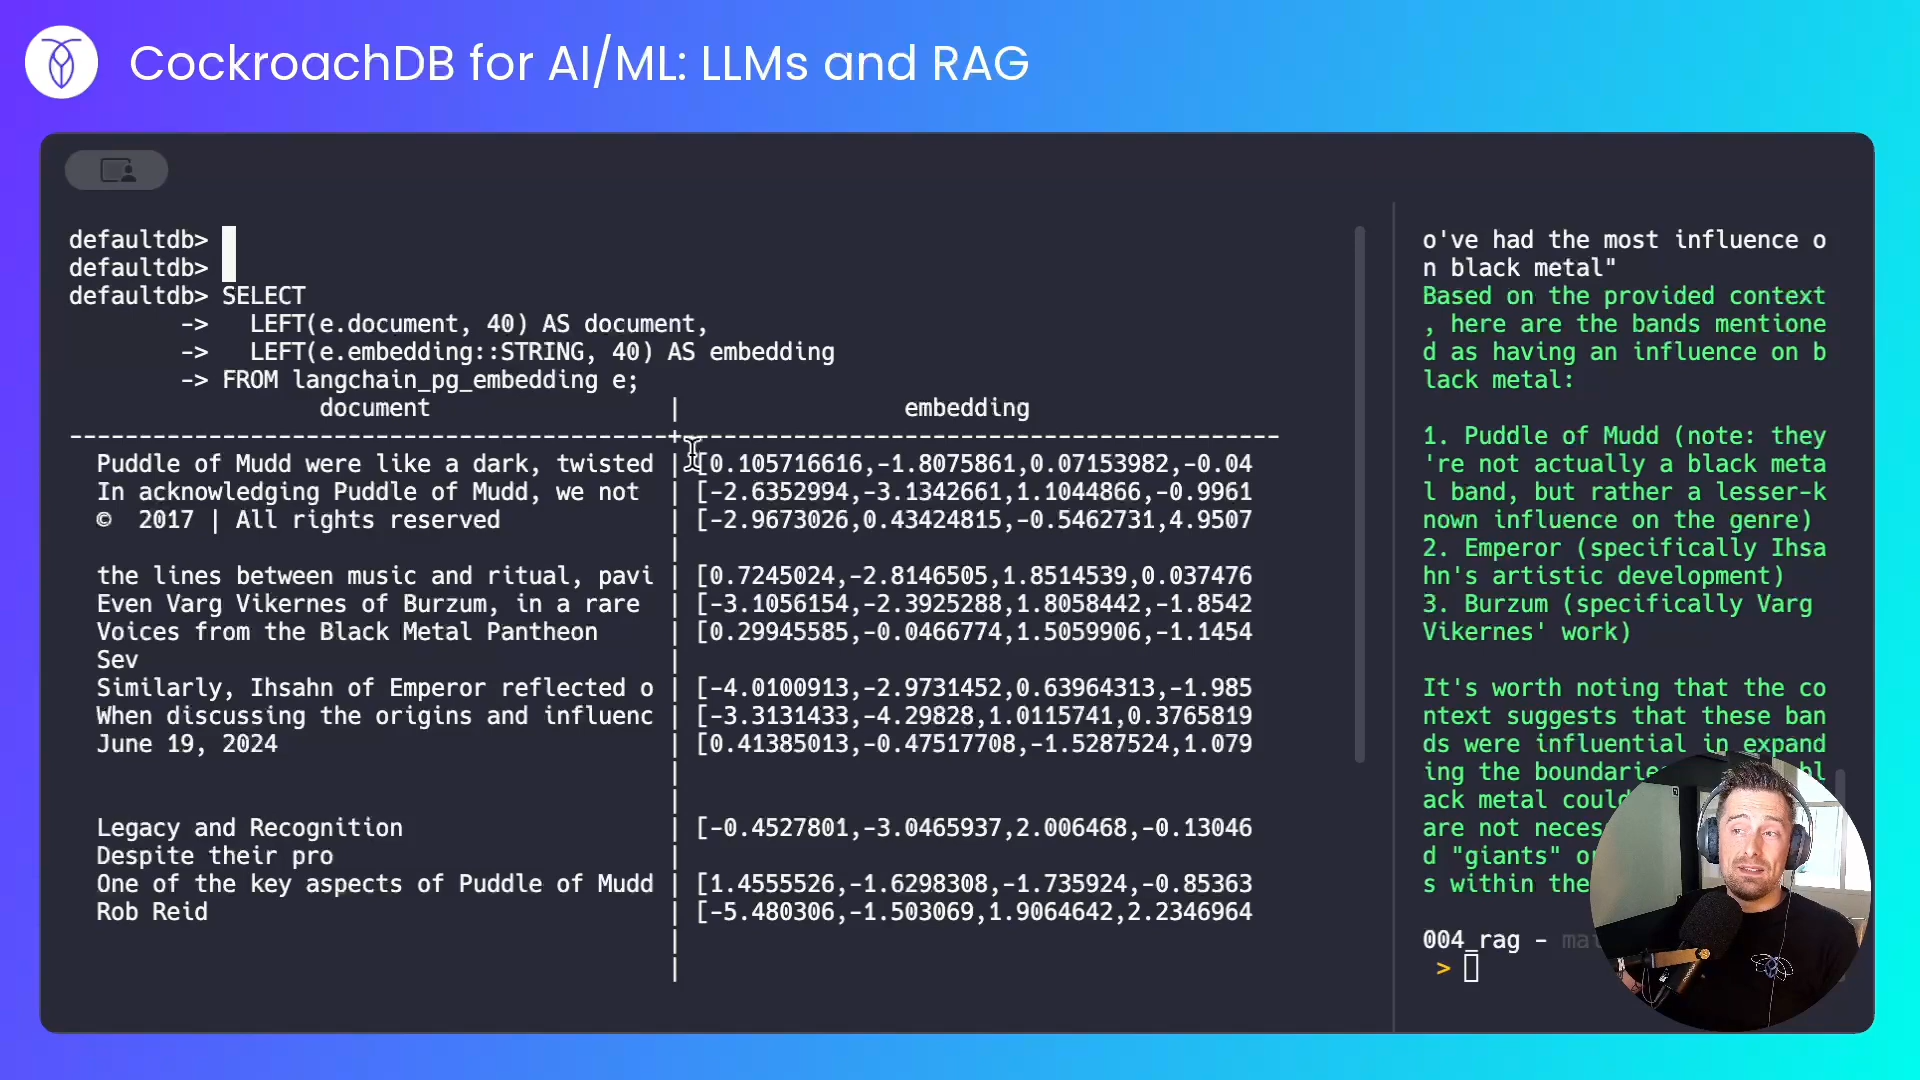 CockroachDB for AI/ML: LLMs and RAG
defaultdb>
defaultdb>
defaultdb> SELECT
-> LEFT(e.document, 40) AS document,
-> LEFT(e.embedding::STRING, 40) AS embedding
-> FROM langchain_pg_embedding e;
document | embedding
Puddle of Mudd were like a dark, twisted | [0.105716616,-1.8075861,0.07153982,-0.04
In acknowledging Puddle of Mudd, we not | [-2.6352994,-3.1342661,1.1044866,-0.9961
© 2017 | All rights reserved | [-2.9673026,0.43424815,-0.5462731,4.9507
the lines between music and ritual, pavi | [0.7245024,-2.8146505,1.8514539,0.037476
Even Varg Vikernes of Burzum, in a rare | [-3.1056154,-2.3925288,1.8058442,-1.8542
Voices from the Black Metal Pantheon | [0.29945585,-0.0466774,1.5059906,-1.1454
Sev |
Similarly, Ihsahn of Emperor reflected o | [-4.0100913,-2.9731452,0.63964313,-1.985
When discussing the origins and influenc | [-3.3131433,-4.29828,1.0115741,0.3765819
June 19, 2024 | [0.41385013,-0.47517708,-1.5287524,1.079
Legacy and Recognition | [-0.4527801,-3.0465937,2.006468,-0.13046
Despite their pro |
One of the key aspects of Puddle of Mudd | [1.4555526,-1.6298308,-1.735924,-0.85363
Rob Reid | [-5.480306,-1.503069,1.9064642,2.2346964
o've had the most influence o
n black metal"
Based on the provided context
, here are the bands mentione
d as having an influence on b
lack metal:
1. Puddle of Mudd (note: they
're not actually a black meta
l band, but rather a lesser-k
nown influence on the genre)
2. Emperor (specifically Ihsa
hn's artistic development)
3. Burzum (specifically Varg
Vikernes' work)
It's worth noting that the co
ntext suggests that these ban
ds were influential in expand
ing the
ack metal
are not
d "giants"
s within the
004_rag -
>